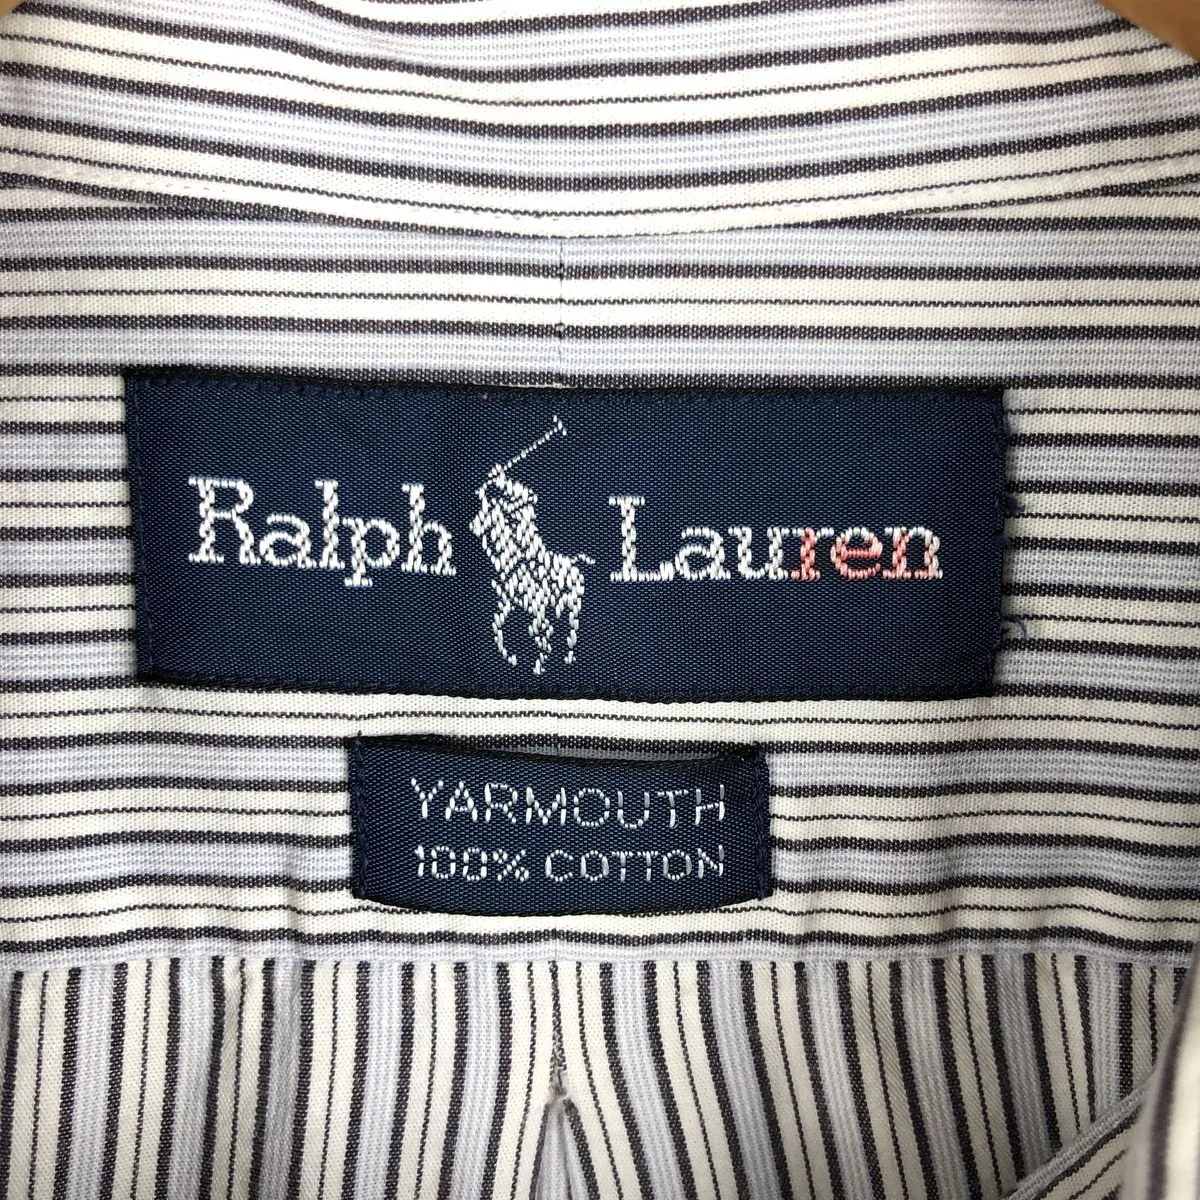 Ralph Lauren
YARMOUTH
100% COTTON